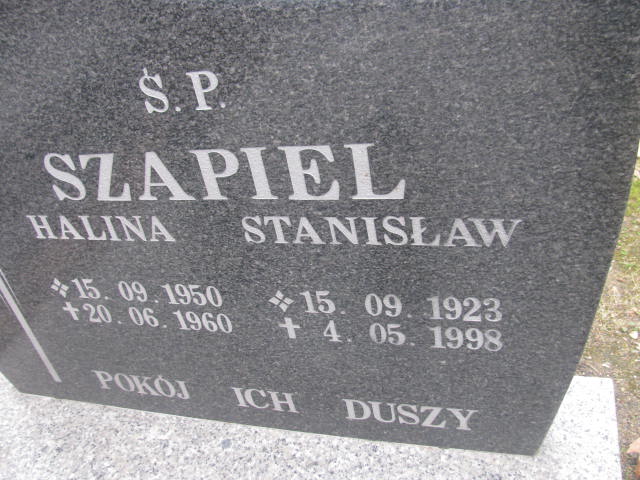 Ś.P.
SZAPIEL
HALINA STANISŁAW
15.09.1950 15.09.1923
20.06.1960 4.05.1998
POKÓJ ICH DUSZY